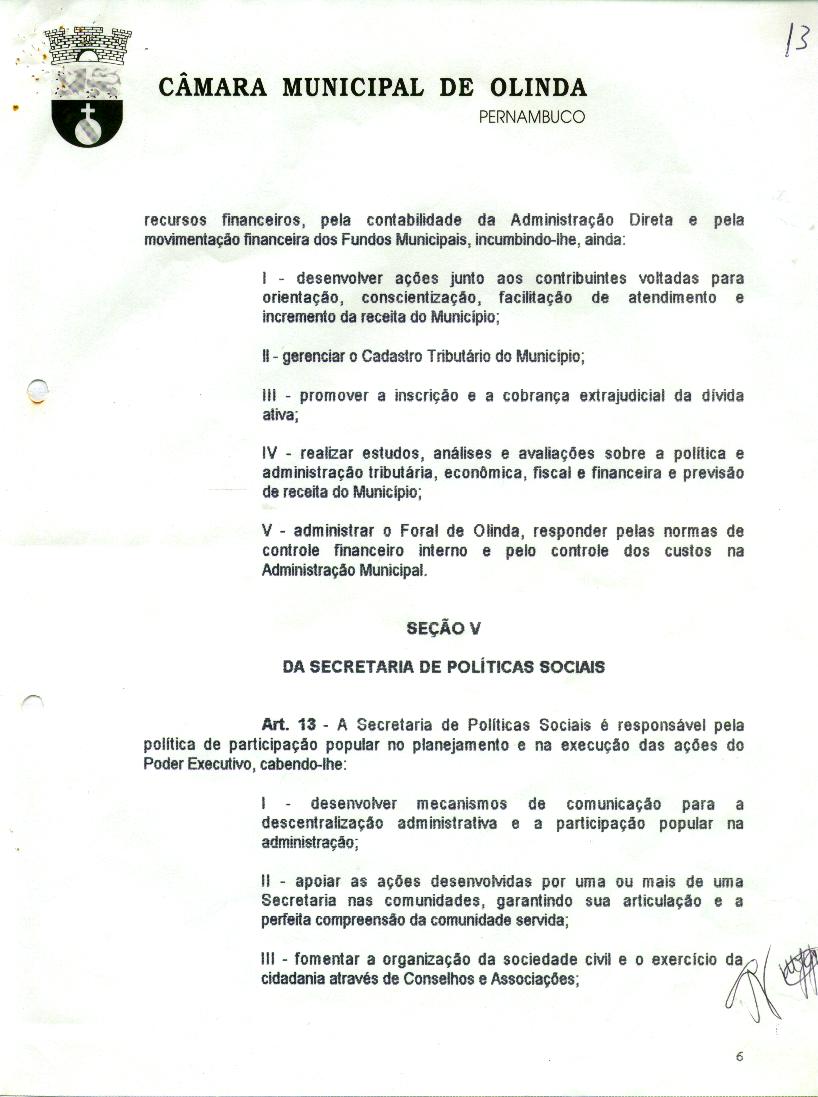 13
CÂMARA MUNICIPAL DE OLINDA
PERNAMBUCO
recursos financeiros, pela contabilidade da Administração Direta e pela
movimentação financeira dos Fundos Municipais, incumbindo-lhe, ainda:
I - desenvolver ações junto aos contribuintes voltadas para
orientação, conscientização, facilitação de atendimento e
incremento da receita do Município;
II - gerenciar o Cadastro Tributário do Município;
III - promover a inscrição e a cobrança extrajudicial da dívida
ativa;
IV - realizar estudos, análises e avaliações sobre a política e
administração tributária, econômica, fiscal e financeira e previsão
de receita do Município;
V - administrar o Foral de Olinda, responder pelas normas de
controle financeiro interno e pelo controle dos custos na
Administração Municipal.
SEÇÃO V
DA SECRETARIA DE POLÍTICAS SOCIAIS
Art. 13 - A Secretaria de Políticas Sociais é responsável pela
política de participação popular no planejamento e na execução das ações do
Poder Executivo, cabendo-lhe:
I - desenvolver mecanismos de comunicação para a
descentralização administrativa e a participação popular na
administração;
II - apoiar as ações desenvolvidas por uma ou mais de uma
Secretaria nas comunidades, garantindo sua articulação e a
perfeita compreensão da comunidade servida;
III - fomentar a organização da sociedade civil e o exercício da
cidadania através de Conselhos e Associações;
6